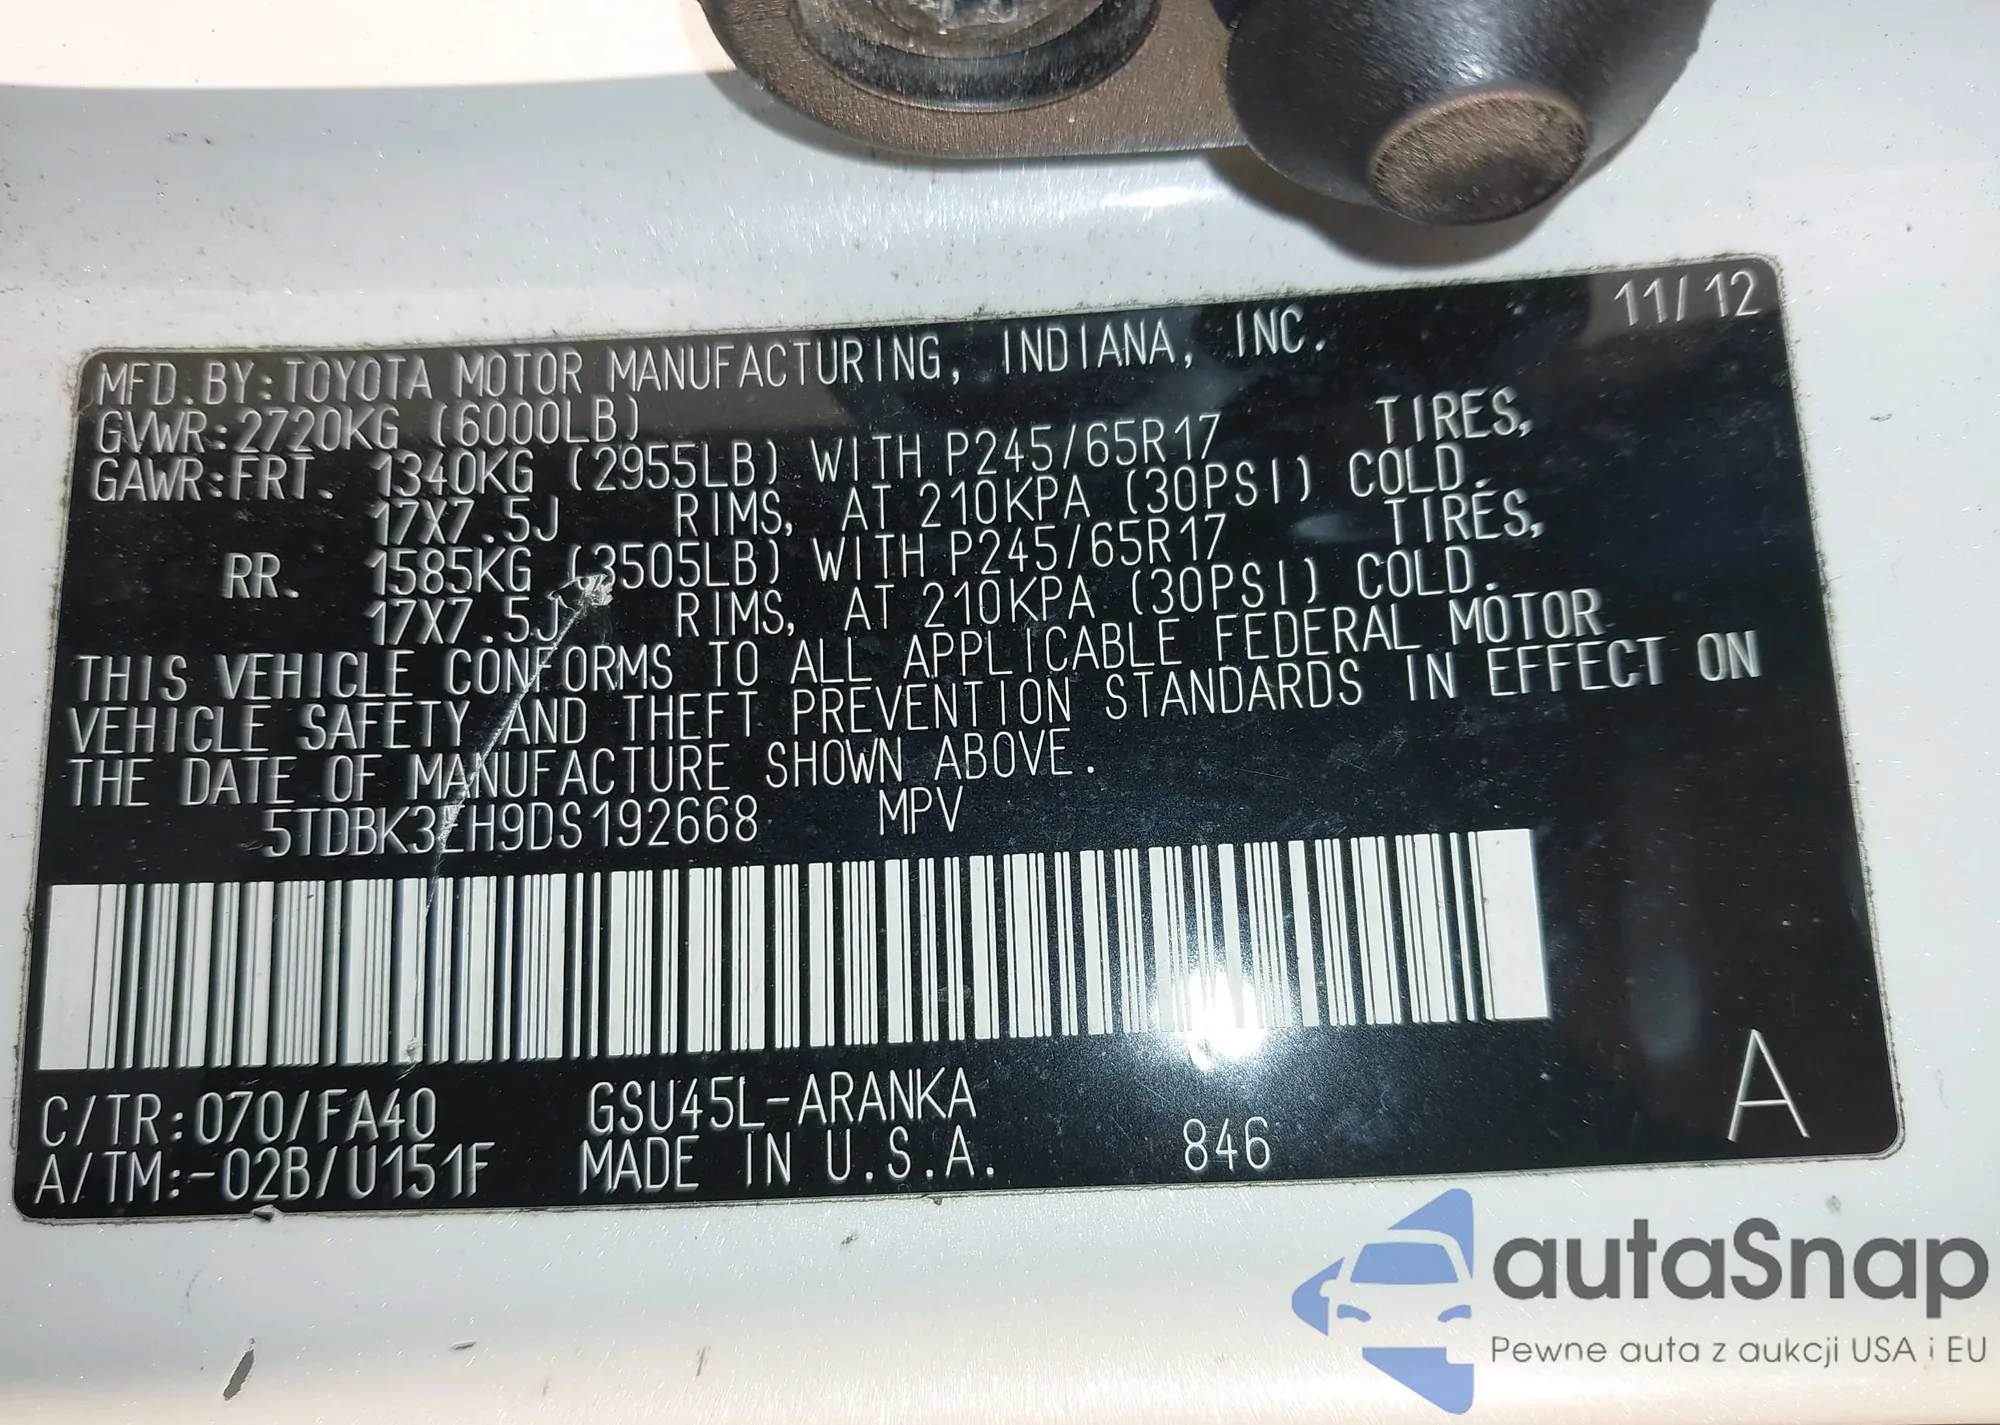 11/12
MFD.BY:TOYOTA MOTOR MANUFACTURING, INDIANA, INC.
GVWR:2720KG (6000LB)
GAWR:FRT. 1340KG (2955LB) WITH P245/65R17 TIRES,
17X7.5J RIMS, AT 210KPA (30PSI) COLD.
RR. 1585KG (3505LB) WITH P245/65R17 TIRES,
17X7.5J RIMS, AT 210KPA (30PSI) COLD.
THIS VEHICLE CONFORMS TO ALL APPLICABLE FEDERAL MOTOR
VEHICLE SAFETY AND THEFT PREVENTION STANDARDS IN EFFECT ON
THE DATE OF MANUFACTURE SHOWN ABOVE.
5TDBK3EH9DS192668 MPV
C/TR:070/FA40 GSU45L-ARANKA
A/TM:-02B/U151F MADE IN U.S.A. 846
A
autaSnap
Pewne auta z aukcji USA i EU